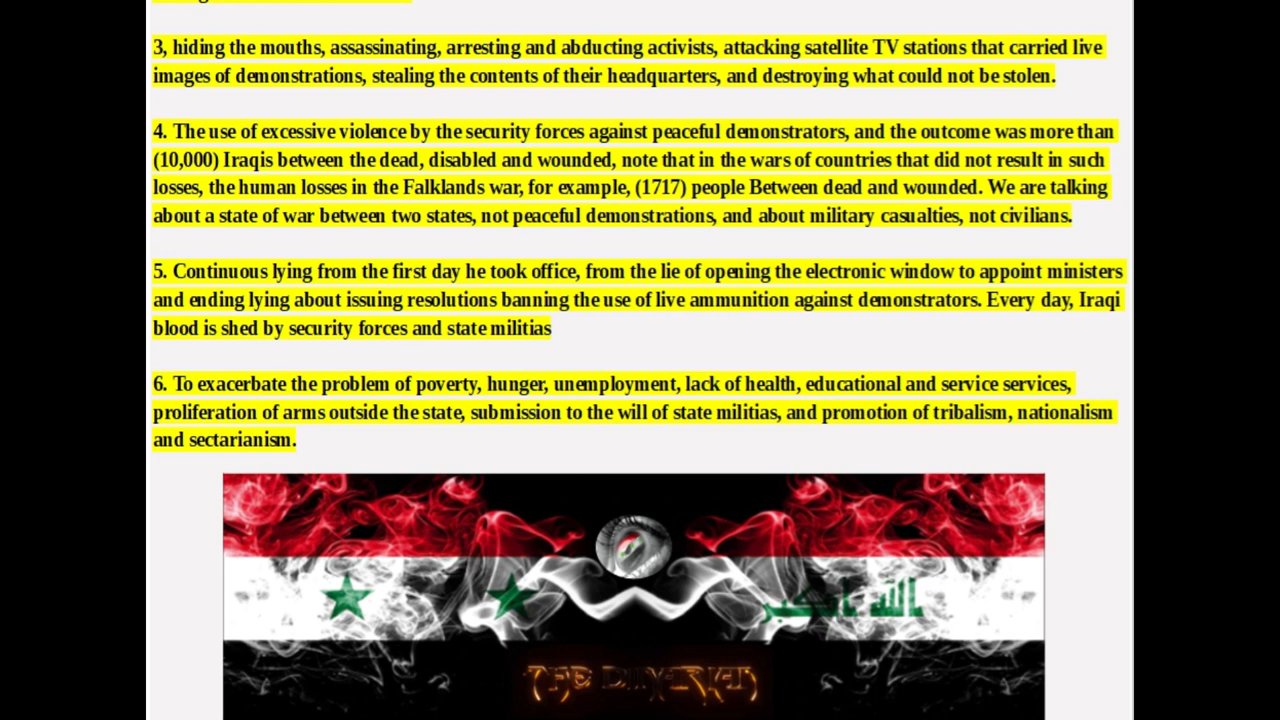 3, hiding the mouths, assassinating, arresting and abducting activists, attacking satellite TV stations that carried live
images of demonstrations, stealing the contents of their headquarters, and destroying what could not be stolen.
4. The use of excessive violence by the security forces against peaceful demonstrators, and the outcome was more than
(10,000) Iraqis between the dead, disabled and wounded, note that in the wars of countries that did not result in such
losses, the human losses in the Falklands war, for example, (1717) people Between dead and wounded. We are talking
about a state of war between two states, not peaceful demonstrations, and about military casualties, not civilians.
5. Continuous lying from the first day he took office, from the lie of opening the electronic window to appoint ministers
and ending lying about issuing resolutions banning the use of live ammunition against demonstrators. Every day, Iraqi
blood is shed by security forces and state militias
6. To exacerbate the problem of poverty, hunger, unemployment, lack of health, educational and service services,
proliferation of arms outside the state, submission to the will of state militias, and promotion of tribalism, nationalism
and sectarianism.
الله اكبر
THE DINARIAN